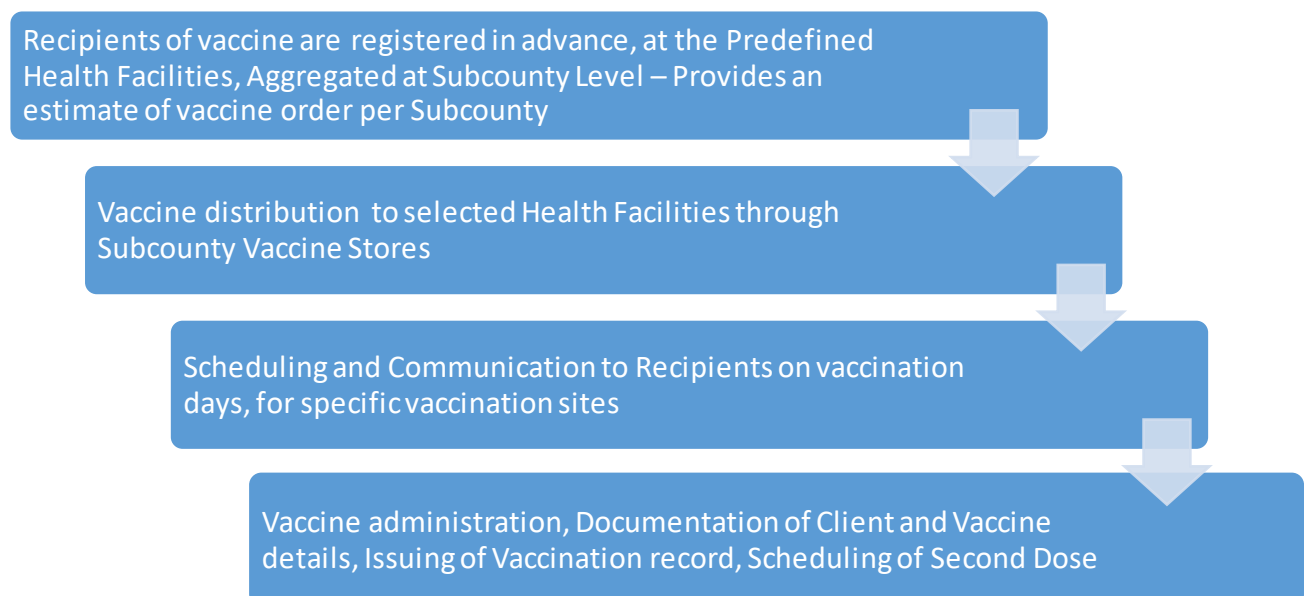 Recipients of vaccine are registered in advance, at the Predefined
Health Facilities, Aggregated at Subcounty Level – Provides an
estimate of vaccine order per Subcounty
Vaccine distribution to selected Health Facilities through
Subcounty Vaccine Stores
Scheduling and Communication to Recipients on vaccination
days, for specific vaccination sites
Vaccine administration, Documentation of Client and Vaccine
details, Issuing of Vaccination record, Scheduling of Second Dose